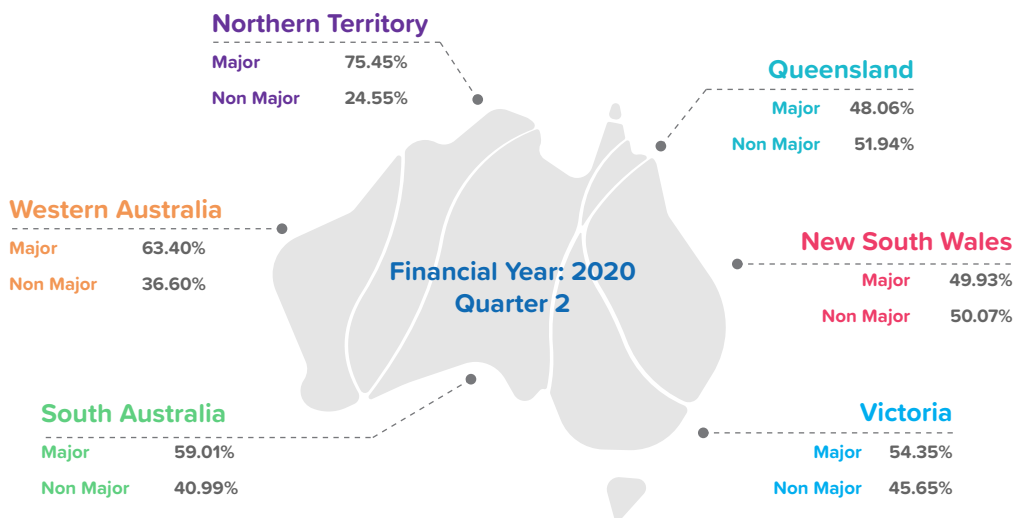 Northern Territory
Major 75.45%
Non Major 24.55%
Queensland
Major 48.06%
Non Major 51.94%
Western Australia
Major 63.40%
Non Major 36.60%
New South Wales
Major 49.93%
Non Major 50.07%
Financial Year: 2020
Quarter 2
South Australia
Major 59.01%
Non Major 40.99%
Victoria
Major 54.35%
Non Major 45.65%